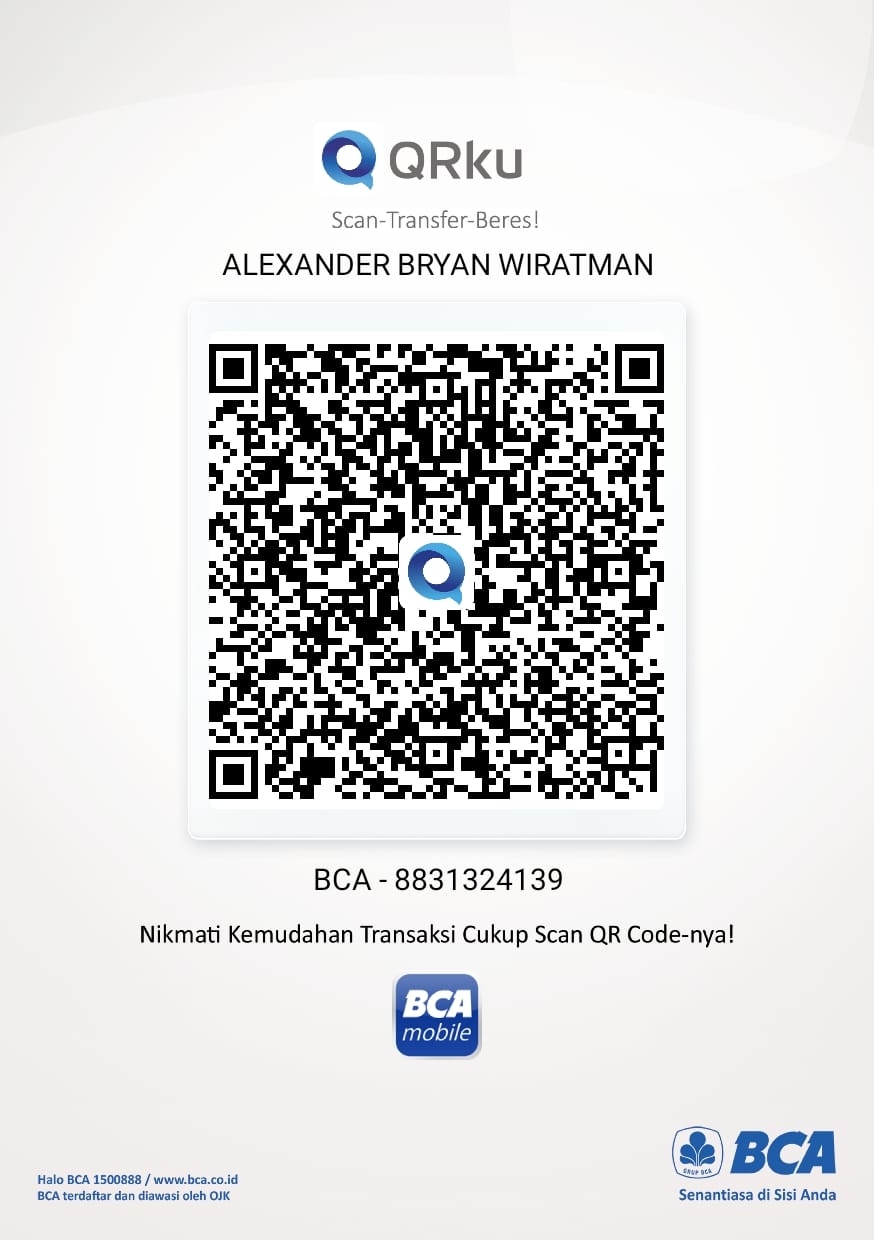 QRku
Scan-Transfer-Beres!
ALEXANDER BRYAN WIRATMAN
BCA - 8831324139
Nikmati Kemudahan Transaksi Cukup Scan QR Code-nya!
BCA
mobile
Halo BCA 1500888 / www.bca.co.id
BCA terdaftar dan diawasi oleh OJK
GRUP BCA
BCA
Senantiasa di Sisi Anda